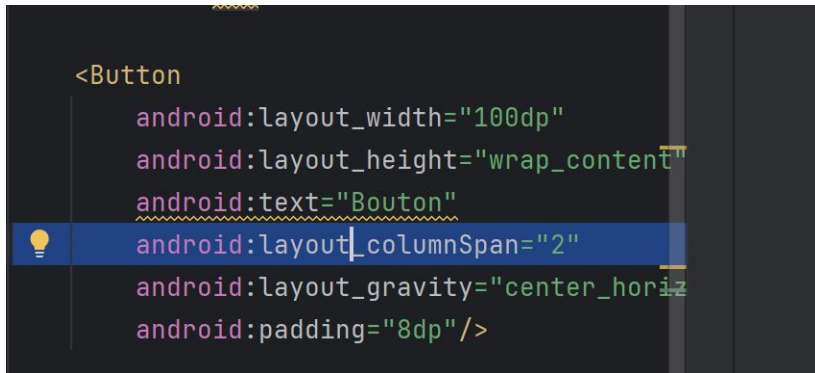 <Button
android:layout_width="100dp"
android:layout_height="wrap_content"
android:text="Bouton"
android:layout_columnSpan="2"
android:layout_gravity="center_horiz
android:padding="8dp"/>